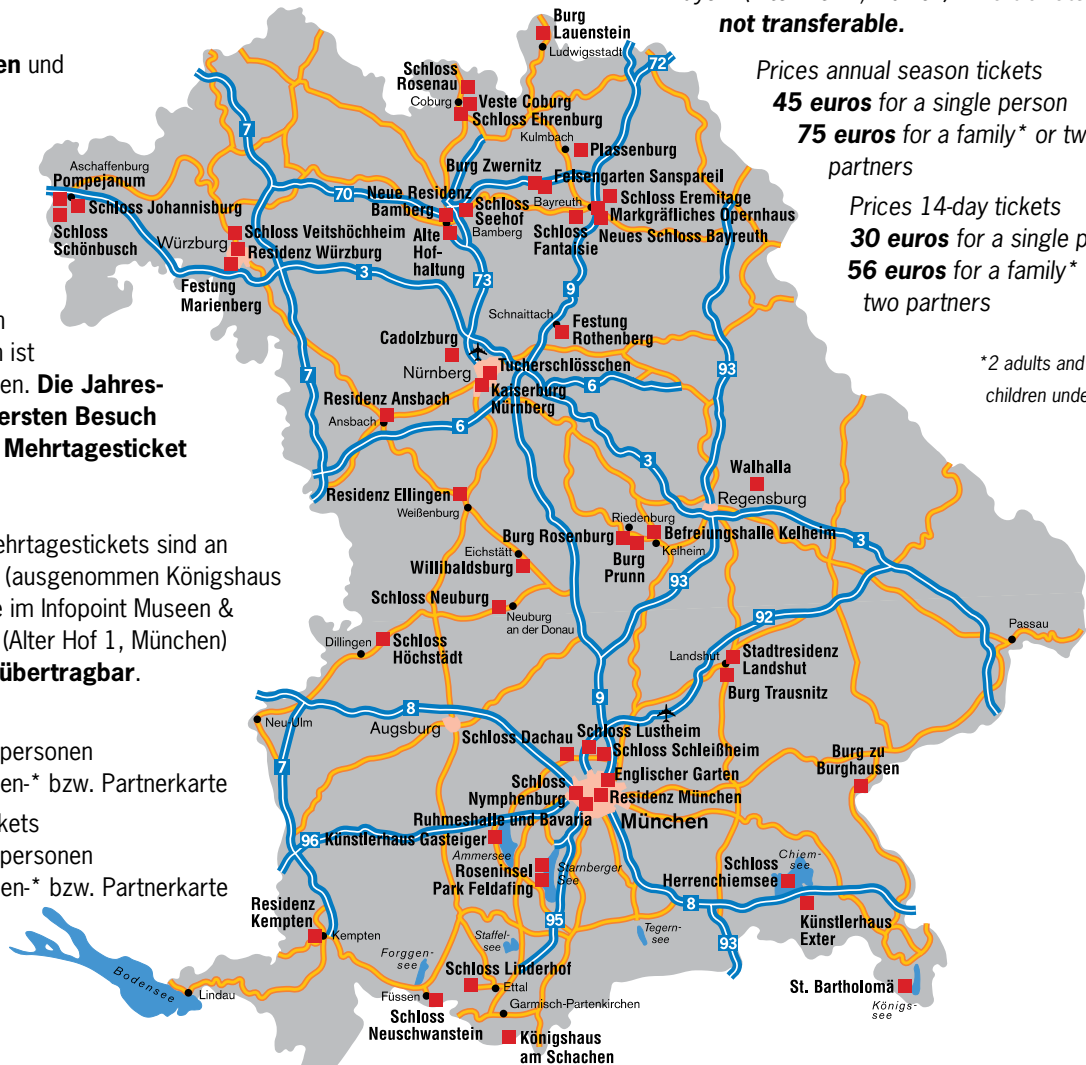 en und
n
n ist
en. Die Jahres-
ersten Besuch
Mehrtagesticket
ehrtagestickets sind an
(ausgenommen Königshaus
e im Infopoint Museen &
(Alter Hof 1, München)
übertragbar.
personen
en-* bzw. Partnerkarte
kets
personen
en-* bzw. Partnerkarte
not transferable.
Prices annual season tickets
45 euros for a single person
75 euros for a family* or tw
partners
Prices 14-day tickets
30 euros for a single p
56 euros for a family*
two partners
*2 adults and
children unde
Burg
Lauenstein
Ludwigsstadt
72
Schloss
Rosenau
Coburg
Veste Coburg
Schloss Ehrenburg
7
Kulmbach
Plassenburg
Aschaffenburg
Pompejanum
Schloss Johannisburg
Schloss
Schönbusch
70
Burg Zwernitz
Felsengarten Sanspareil
Neue Residenz
Bamberg
Schloss
Seehof
Bamberg
Alte
Hof-
haltung
Bayreuth
Schloss Eremitage
Markgräfliches Opernhaus
Neues Schloss Bayreuth
Schloss
Fantaisie
Würzburg
Schloss Veitshöchheim
Residenz Würzburg
Festung
Marienberg
3
73
9
Schnaittach
Festung
Rothenberg
Cadolzburg
Nürnberg
Tucherschlösschen
Kaiserburg
Nürnberg
6
93
7
Residenz Ansbach
Ansbach
6
3
Walhalla
Regensburg
Residenz Ellingen
Weißenburg
Riedenburg
Burg Rosenburg
Burg
Prunn
Befreiungshalle Kelheim
Kelheim
3
Eichstätt
Willibaldsburg
93
Schloss Neuburg
Neuburg
an der Donau
92
Passau
Dillingen
Schloss
Höchstädt
Landshut
Stadtresidenz
Landshut
Burg Trausnitz
9
Neu-Ulm
8
Augsburg
Schloss Lustheim
Schloss Dachau
Schloss Schleißheim
Burg zu
Burghausen
7
Schloss
Nymphenburg
Englischer Garten
Residenz München
Ruhmeshalle und Bavaria
München
96
Künstlerhaus Gasteiger
Ammersee
Roseninsel
Park Feldafing
Starnberger
See
Schloss
Herrenchiemsee
Chiem-
see
8
Künstlerhaus
Exter
95
93
Residenz
Kempten
Kempten
Staffel-
see
Tegern-
see
Forggen-
see
Bodensee
Lindau
Schloss Linderhof
Ettal
Füssen
Schloss
Neuschwanstein
Garmisch-Partenkirchen
Königshaus
am Schachen
St. Bartholomä
Königs-
see